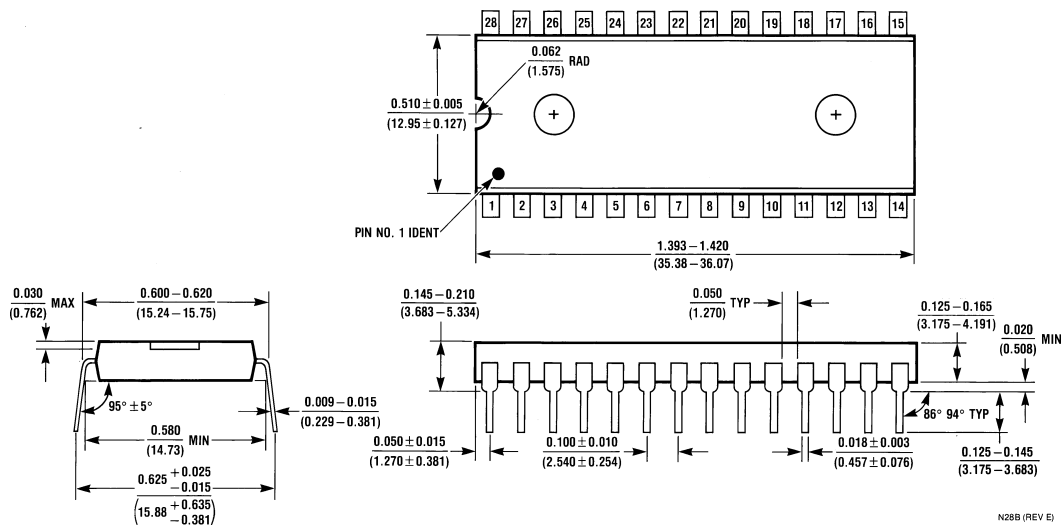 28 27 26 25 24 23 22 21 20 19 18 17 16 15
0.062
(1.575)
RAD
0.510 ± 0.005
(12.95 ± 0.127)
1 2 3 4 5 6 7 8 9 10 11 12 13 14
PIN NO. 1 IDENT
1.393 – 1.420
(35.38 – 36.07)
0.030
(0.762)
MAX
0.600 – 0.620
(15.24 – 15.75)
95° ± 5°
0.009 – 0.015
(0.229 – 0.381)
0.580
(14.73)
MIN
0.625 + 0.025
– 0.015
(15.88 + 0.635
– 0.381)
0.145 – 0.210
(3.683 – 5.334)
0.050
(1.270)
TYP
0.125 – 0.165
(3.175 – 4.191)
0.020
(0.508)
MIN
86° 94° TYP
0.050 ± 0.015
(1.270 ± 0.381)
0.100 ± 0.010
(2.540 ± 0.254)
0.018 ± 0.003
(0.457 ± 0.076)
0.125 – 0.145
(3.175 – 3.683)
N28B (REV E)